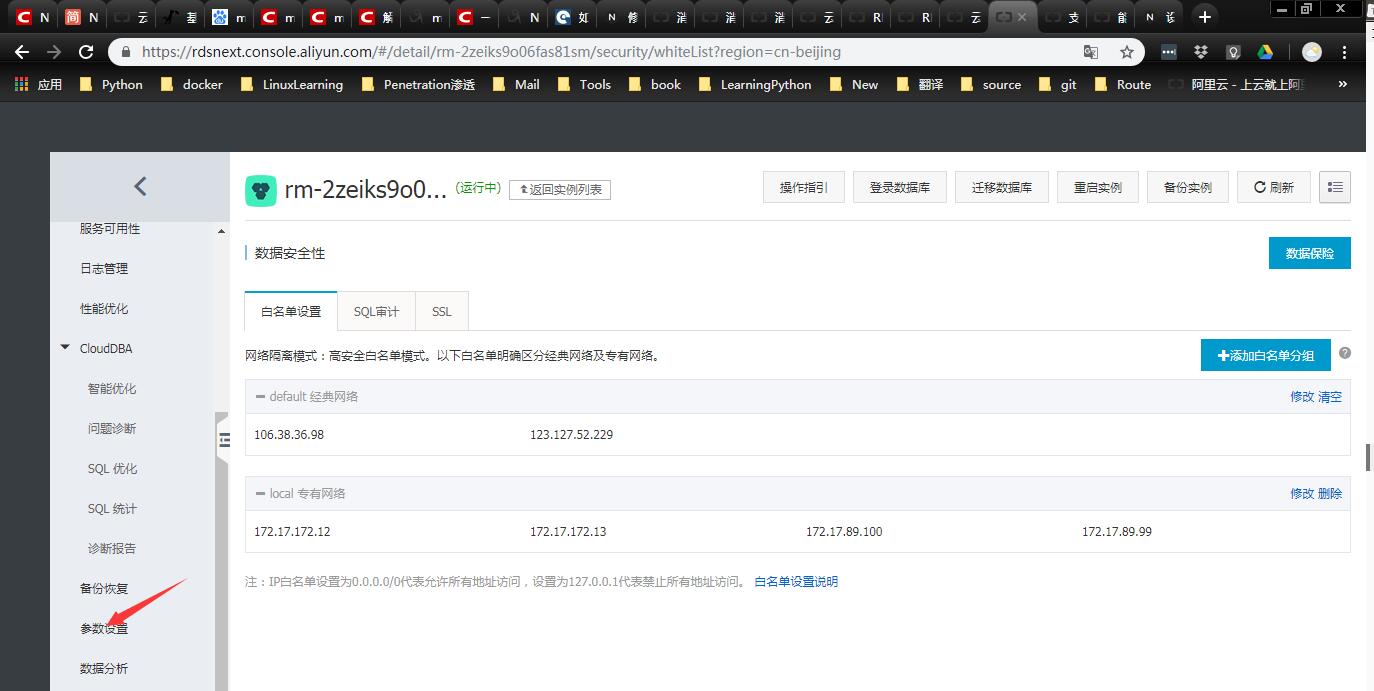 N
N
云
基
m
m
m
解
m
一
N
如
N 修
消
消
消
云
R
R
云
支
能
N 设
https://rdsnext.console.aliyun.com/#/detail/rm-2zeiks9o06fas81sm/security/whiteList?region=cn-beijing
应用 Python docker LinuxLearning Penetration渗透 Mail Tools book LearningPython New 翻译 source git Route 阿里云 - 上云就上阿里 »
rm-2zeiks9o0... (运行中) 返回实例列表 操作指引 登录数据库 迁移数据库 重启实例 备份实例 刷新
服务可用性
日志管理
性能优化
CloudDBA
智能优化
问题诊断
SQL 优化
SQL 统计
诊断报告
备份恢复
参数设置
数据分析
数据安全性 数据保险
白名单设置 SQL审计 SSL
网络隔离模式：高安全白名单模式。以下白名单明确区分经典网络及专有网络。 添加白名单分组
default 经典网络 修改 清空
106.38.36.98 123.127.52.229
local 专有网络 修改 删除
172.17.172.12 172.17.172.13 172.17.89.100 172.17.89.99
注：IP白名单设置为0.0.0.0/0代表允许所有地址访问，设置为127.0.0.1代表禁止所有地址访问。 白名单设置说明